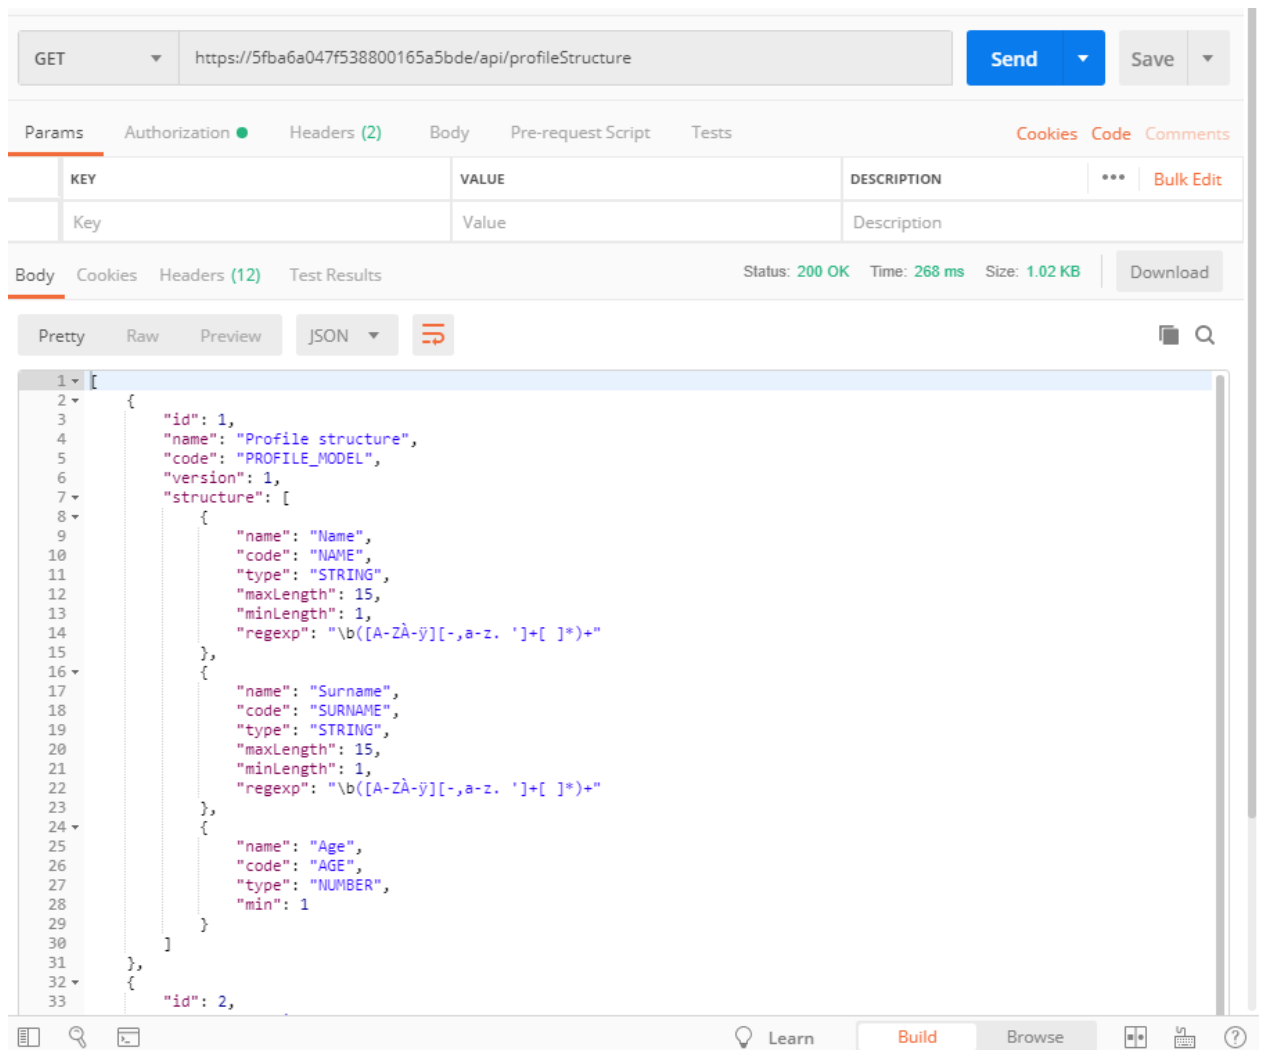 GET https://5fba6a047f538800165a5bde/api/profileStructure Send Save
Params Authorization Headers (2) Body Pre-request Script Tests Cookies Code Comments
KEY VALUE DESCRIPTION ••• Bulk Edit
Key Value Description
Body Cookies Headers (12) Test Results Status: 200 OK Time: 268 ms Size: 1.02 KB Download
Pretty Raw Preview JSON
1 [
2 {
3 "id": 1,
4 "name": "Profile structure",
5 "code": "PROFILE_MODEL",
6 "version": 1,
7 "structure": [
8 {
9 "name": "Name",
10 "code": "NAME",
11 "type": "STRING",
12 "maxLength": 15,
13 "minLength": 1,
14 "regexp": "\b([A-ZÀ-ÿ][-,a-z. ']+[ ]*)+"
15 },
16 {
17 "name": "Surname",
18 "code": "SURNAME",
19 "type": "STRING",
20 "maxLength": 15,
21 "minLength": 1,
22 "regexp": "\b([A-ZÀ-ÿ][-,a-z. ']+[ ]*)+"
23 },
24 {
25 "name": "Age",
26 "code": "AGE",
27 "type": "NUMBER",
28 "min": 1
29 }
30 ]
31 },
32 {
33 "id": 2,
Learn Build Browse